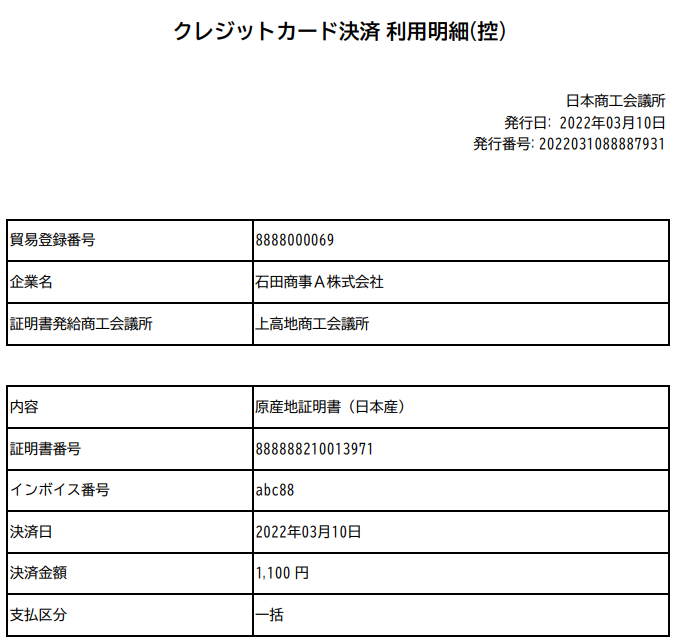 クレジットカード決済 利用明細(控)
日本商工会議所
発行日: 2022年03月10日
発行番号: 2022031088887931
貿易登録番号 8888000069
企業名 石田商事Ａ株式会社
証明書発給商工会議所 上高地商工会議所
内容 原産地証明書（日本産）
証明書番号 888888210013971
インボイス番号 abc88
決済日 2022年03月10日
決済金額 1,100 円
支払区分 一括